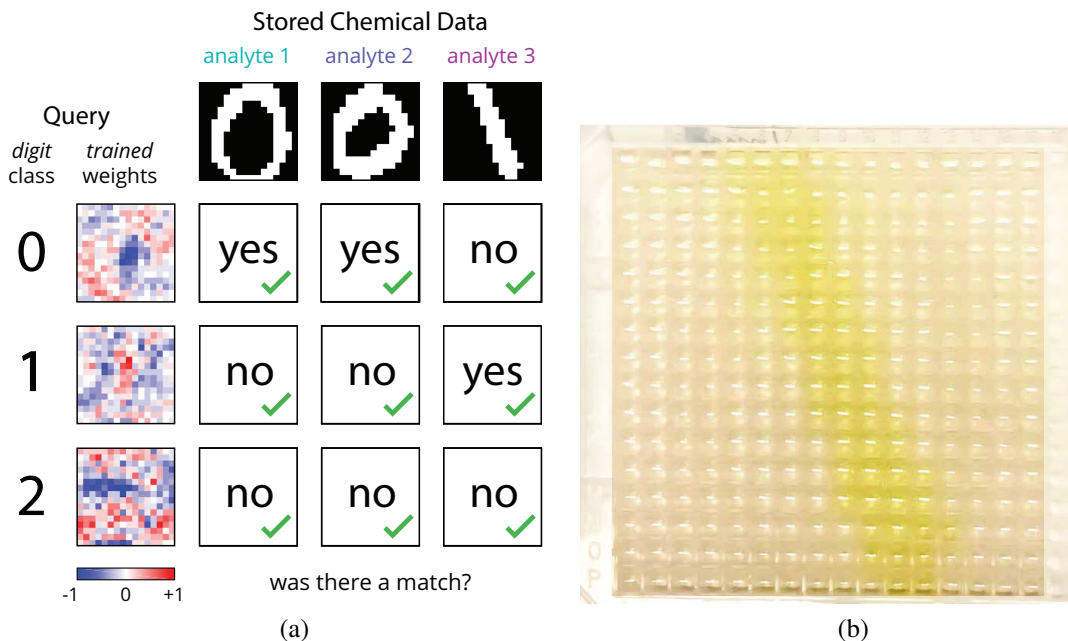 Stored Chemical Data
analyte 1 analyte 2 analyte 3
Query
digit class
trained weights
0 yes yes no
1 no no yes
2 no no no
-1 0 +1
was there a match?
O
P
(a) (b)